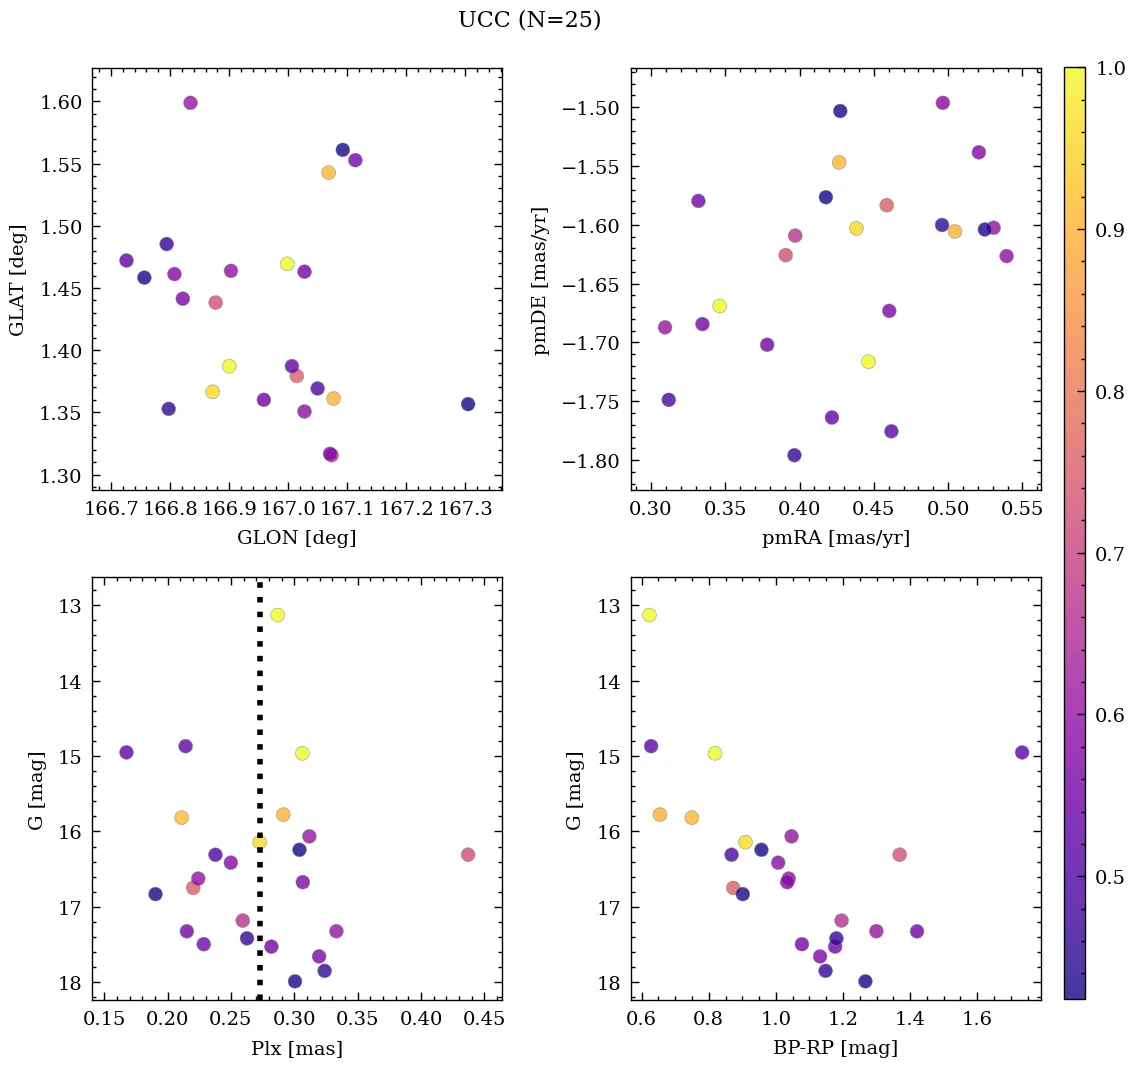 UCC (N=25)
1.60
1.55
1.50
1.45
1.40
1.35
1.30
GLAT [deg]
166.7 166.8 166.9 167.0 167.1 167.2 167.3
GLON [deg]
−1.50
−1.55
−1.60
−1.65
−1.70
−1.75
−1.80
pmDE [mas/yr]
0.30 0.35 0.40 0.45 0.50 0.55
pmRA [mas/yr]
1.0
0.9
0.8
0.7
0.6
0.5
13
14
15
16
17
18
G [mag]
0.15 0.20 0.25 0.30 0.35 0.40 0.45
Plx [mas]
13
14
15
16
17
18
G [mag]
0.6 0.8 1.0 1.2 1.4 1.6
BP-RP [mag]